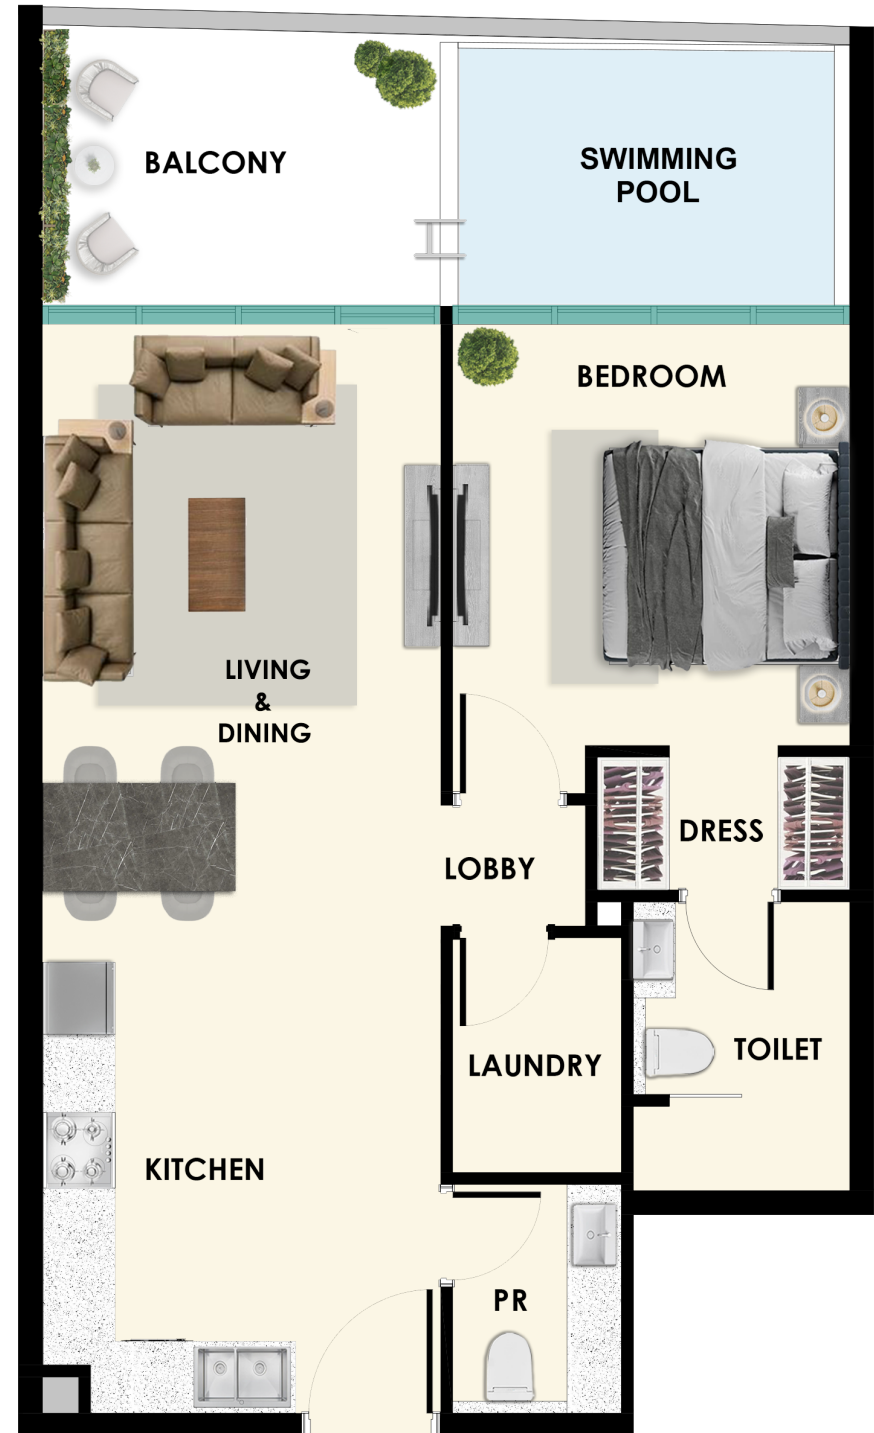 BALCONY
SWIMMING
POOL
BEDROOM
LIVING
&
DINING
DRESS
LOBBY
TOILET
LAUNDRY
KITCHEN
PR